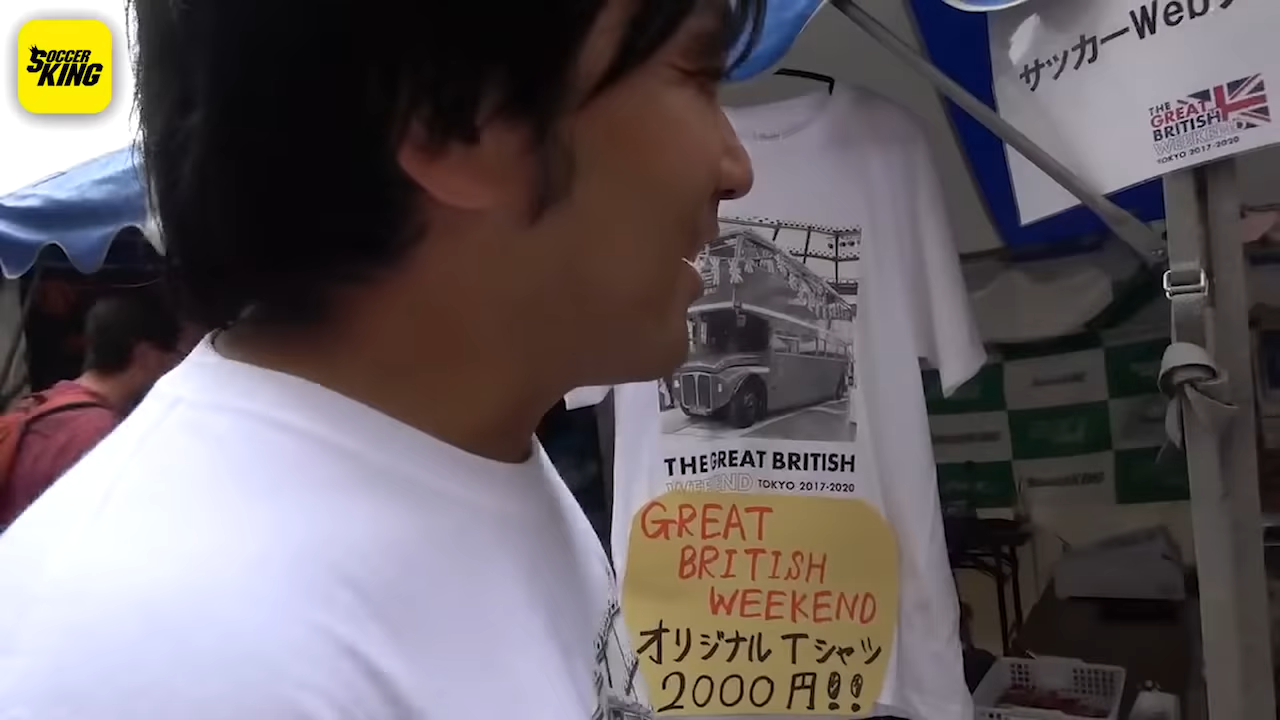 SOCCER
KING
サッカーWeb
THE
GREAT
BRITISH
WEEKEND
TOKYO 2017-2020
THE GREAT BRITISH
WEEKEND TOKYO 2017-2020
GREAT
BRITISH
WEEKEND
オリジナルTシャツ
2000円!!